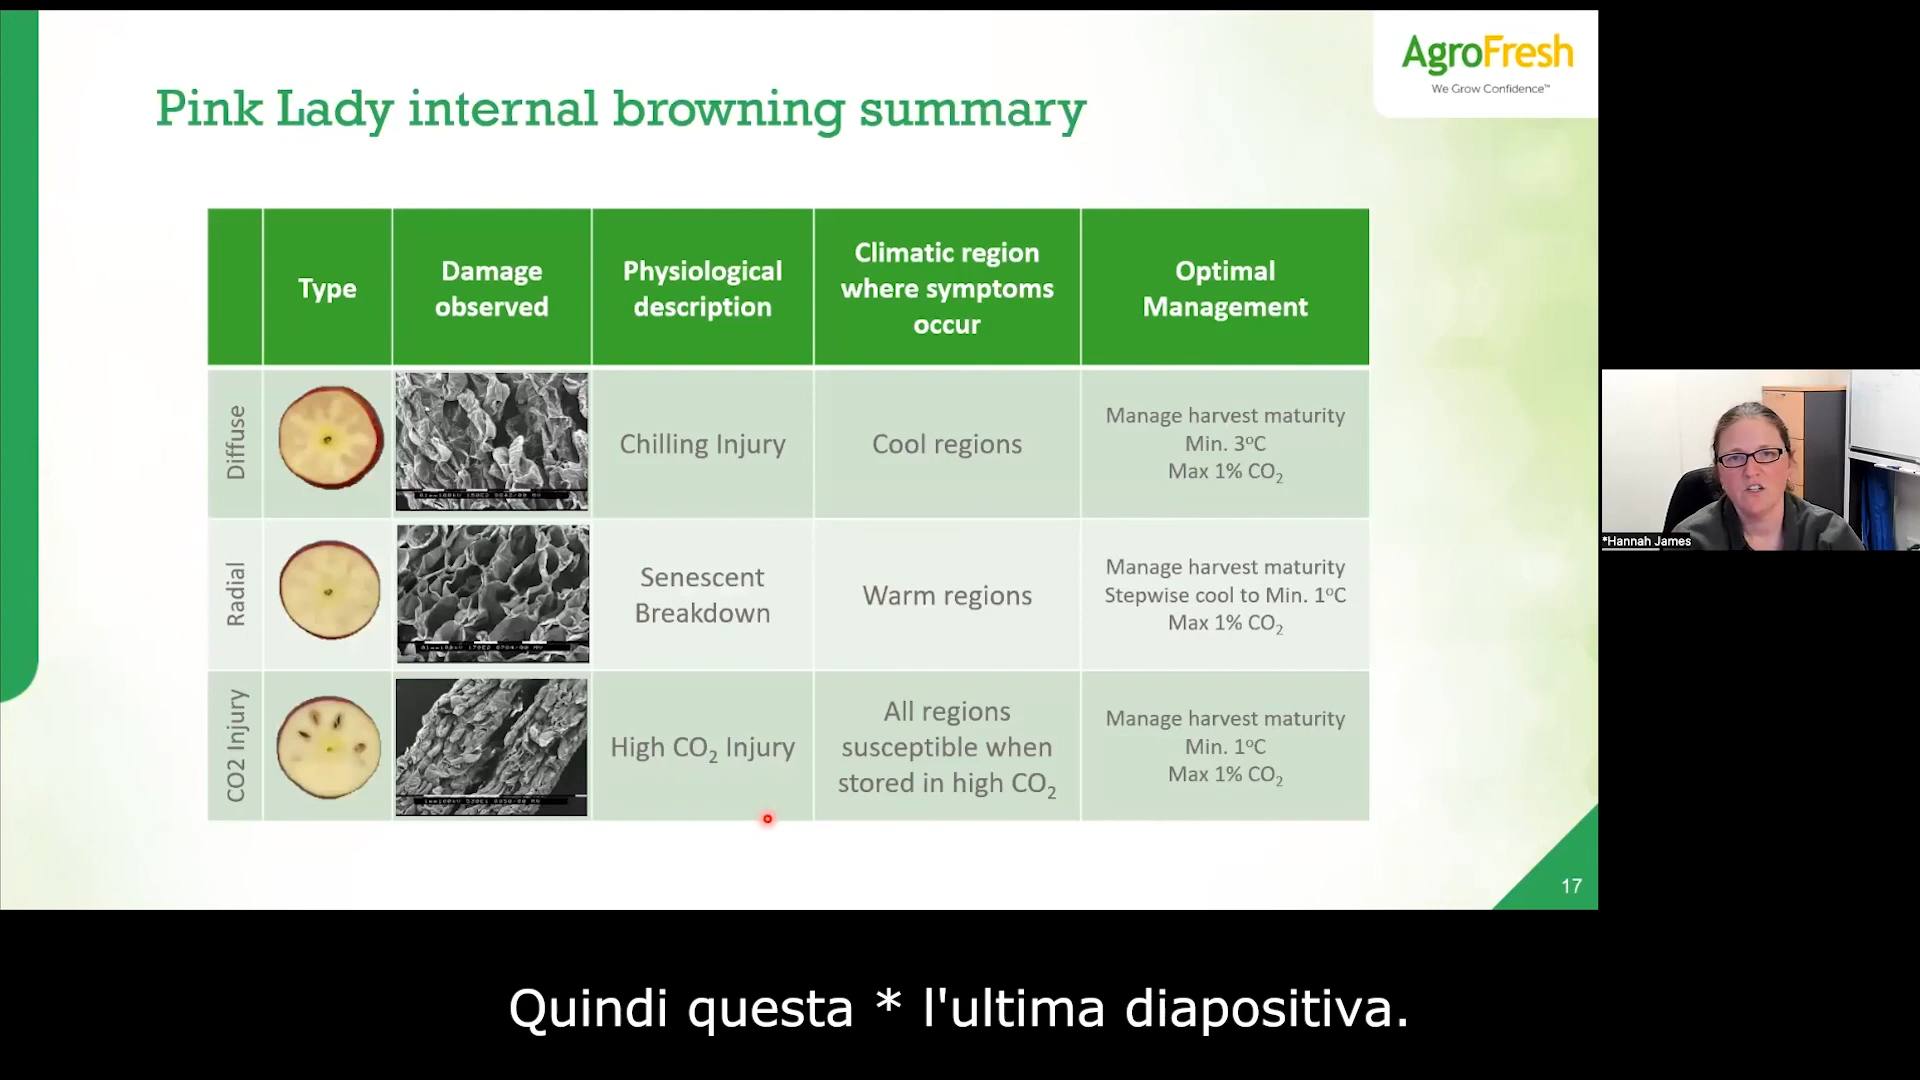 AgroFresh
We Grow Confidence™
Pink Lady internal browning summary
Type
Damage
observed
Physiological
description
Climatic region
where symptoms
occur
Optimal
Management
Diffuse
Chilling Injury
Cool regions
Manage harvest maturity
Min. 3°C
Max 1% CO₂
Radial
Senescent
Breakdown
Warm regions
Manage harvest maturity
Stepwise cool to Min. 1°C
Max 1% CO₂
CO2 Injury
High CO₂ Injury
All regions
susceptible when
stored in high CO₂
Manage harvest maturity
Min. 1°C
Max 1% CO₂
17
*Hannah James
Quindi questa * l'ultima diapositiva.